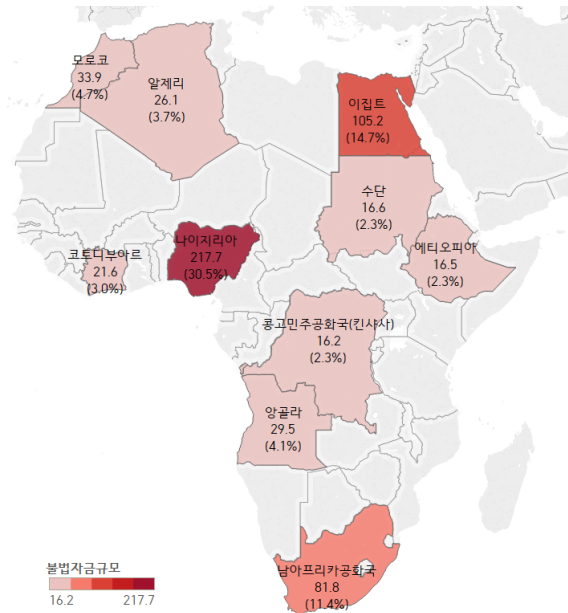 모로코
33.9
(4.7%)
알제리
26.1
(3.7%)
이집트
105.2
(14.7%)
수단
16.6
(2.3%)
나이지리아
217.7
(30.5%)
코토디부아르
21.6
(3.0%)
에티오피아
16.5
(2.3%)
콩고민주공화국(킨샤사)
16.2
(2.3%)
앙골라
29.5
(4.1%)
남아프리카공화국
81.8
(11.4%)
불법자금규모
16.2 217.7